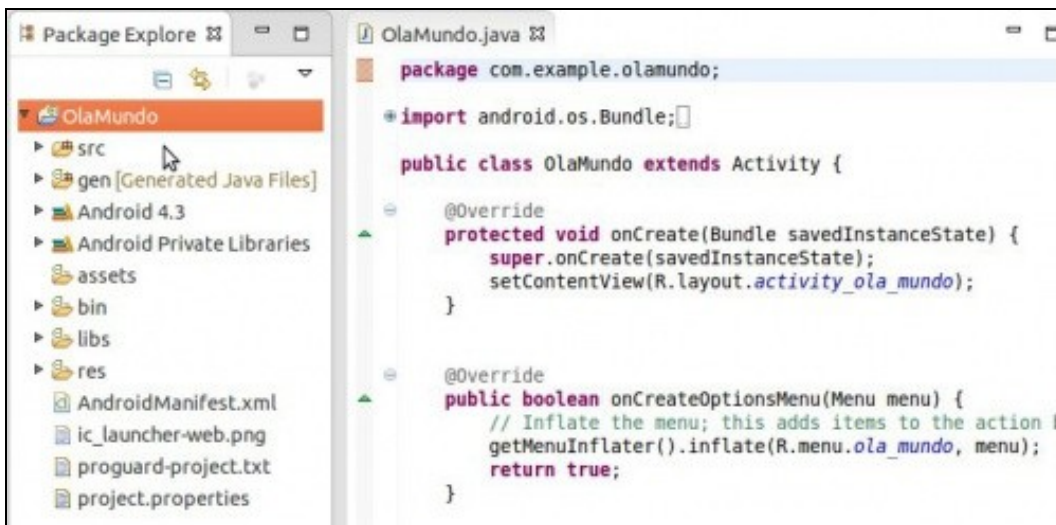 Package Explore
OlaMundo
src
gen [Generated Java Files]
Android 4.3
Android Private Libraries
assets
bin
libs
res
AndroidManifest.xml
ic_launcher-web.png
proguard-project.txt
project.properties
OlaMundo.java
package com.example.olamundo;
import android.os.Bundle;
public class OlaMundo extends Activity {
@Override
protected void onCreate(Bundle savedInstanceState) {
super.onCreate(savedInstanceState);
setContentView(R.layout.activity_ola_mundo);
}
@Override
public boolean onCreateOptionsMenu(Menu menu) {
// Inflate the menu; this adds items to the action
getMenuInflater().inflate(R.menu.ola_mundo, menu);
return true;
}